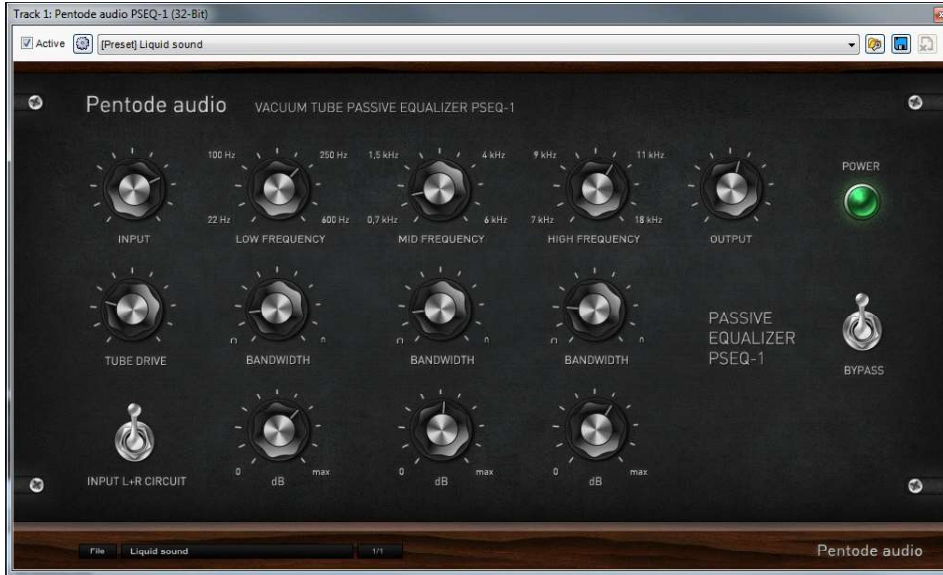 Track 1: Pentode audio PSEQ-1 (32-Bit)
Active [Preset] Liquid sound
Pentode audio VACUUM TUBE PASSIVE EQUALIZER PSEQ-1
100 Hz 250 Hz 1,5 kHz 4 kHz 9 kHz 11 kHz
POWER
22 Hz 600 Hz 0,7 kHz 6 kHz 7 kHz 18 kHz
INPUT LOW FREQUENCY MID FREQUENCY HIGH FREQUENCY OUTPUT
PASSIVE
EQUALIZER
PSEQ-1
TUBE DRIVE BANDWIDTH BANDWIDTH BANDWIDTH
BYPASS
0 max 0 max 0 max
INPUT L+R CIRCUIT dB dB dB
File Liquid sound 1/1
Pentode audio